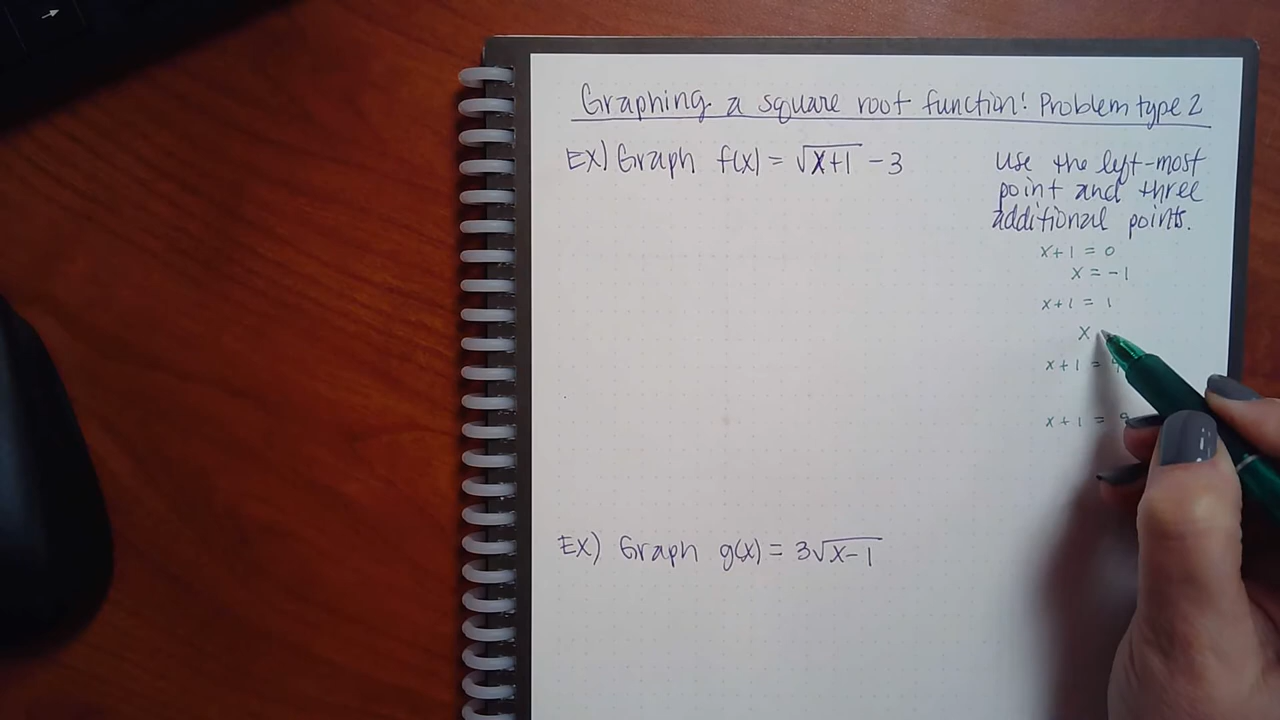 Graphing a square root function: Problem type 2
EX) Graph f(x) = √x+1 - 3
Use the left-most
point and three
additional points.
x+1 = 0
x = -1
x+1 = 1
x
x+1 =
x+1 = 9
EX) Graph g(x) = 3√x-1